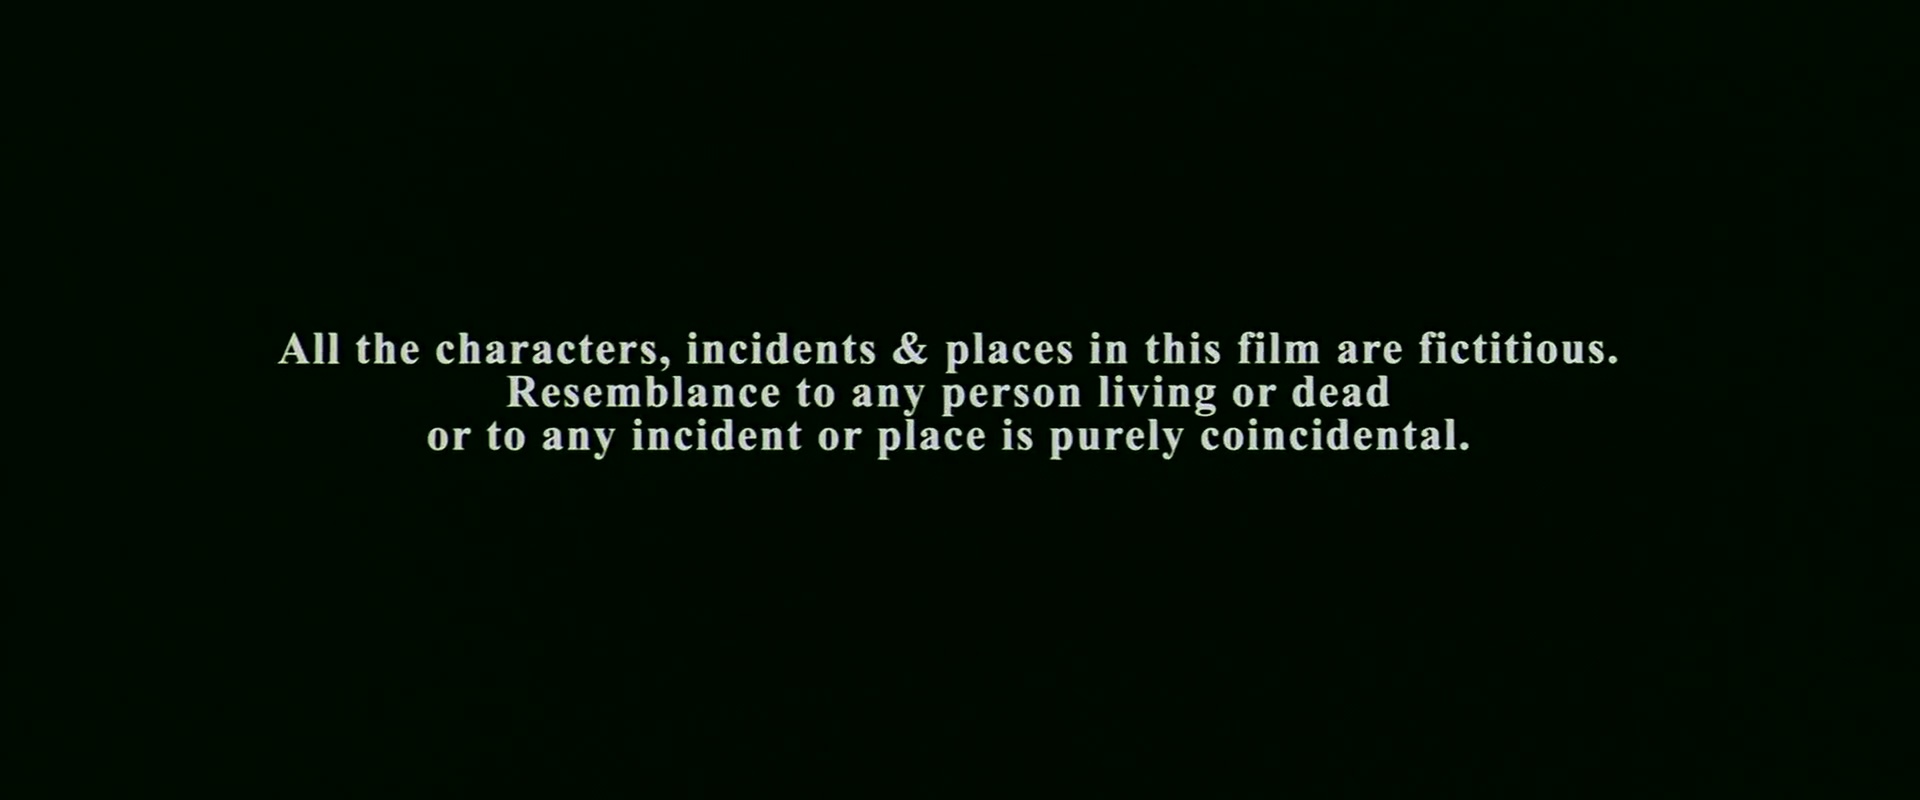 All the characters, incidents & places in this film are fictitious.
Resemblance to any person living or dead
or to any incident or place is purely coincidental.